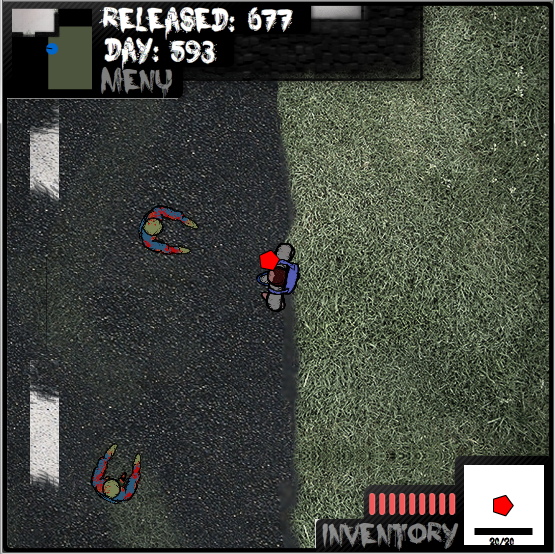 RELEASED: 677
DAY: 593
MENU
INVENTORY
20/20